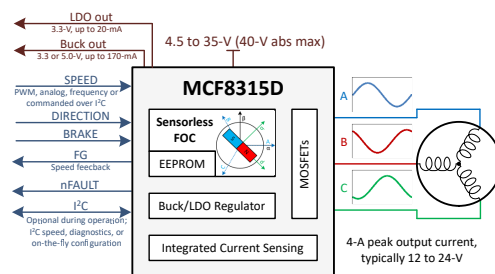 LDO out
3.3-V, up to 20-mA
Buck out
3.3 or 5.0-V, up to 170-mA
4.5 to 35-V (40-V abs max)
MCF8315D
SPEED
PWM, analog, frequency or
commanded over I²C
DIRECTION
BRAKE
FG
Speed feecback
nFAULT
I²C
Optional during operation;
I²C speed, diagnostics, or
on-the-fly configuration
Sensorless
FOC
EEPROM
MOSFETs
Buck/LDO Regulator
Integrated Current Sensing
A
B
C
4-A peak output current,
typically 12 to 24-V